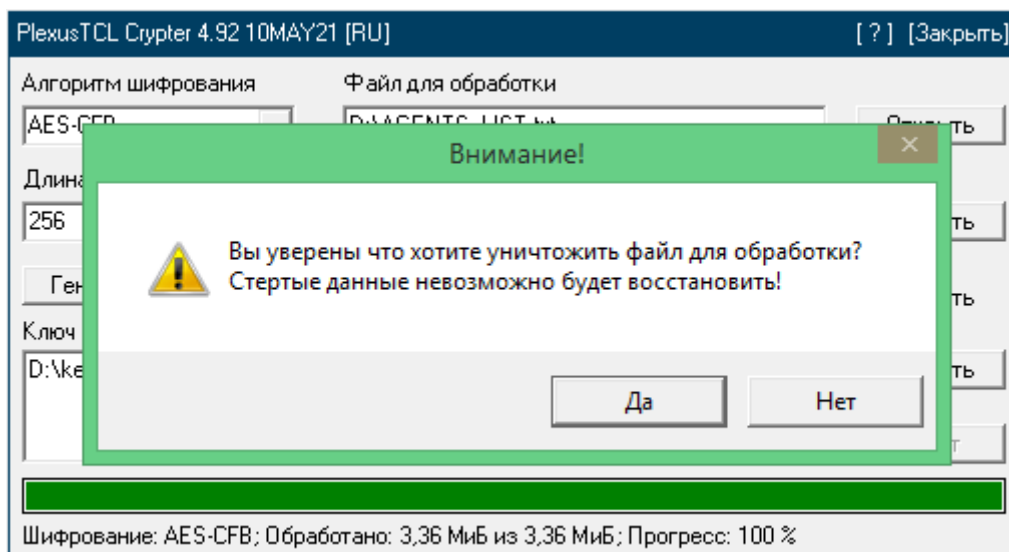 PlexusTCL Crypter 4.92 10MAY21 [RU] [ ? ] [Закрыть]
Алгоритм шифрования Файл для обработки
Внимание!
256
Вы уверены что хотите уничтожить файл для обработки?
Стертые данные невозможно будет восстановить!
Ключ
D:\ke
Да Нет
Шифрование: AES-CFB; Обработано: 3,36 МиБ из 3,36 МиБ; Прогресс: 100 %